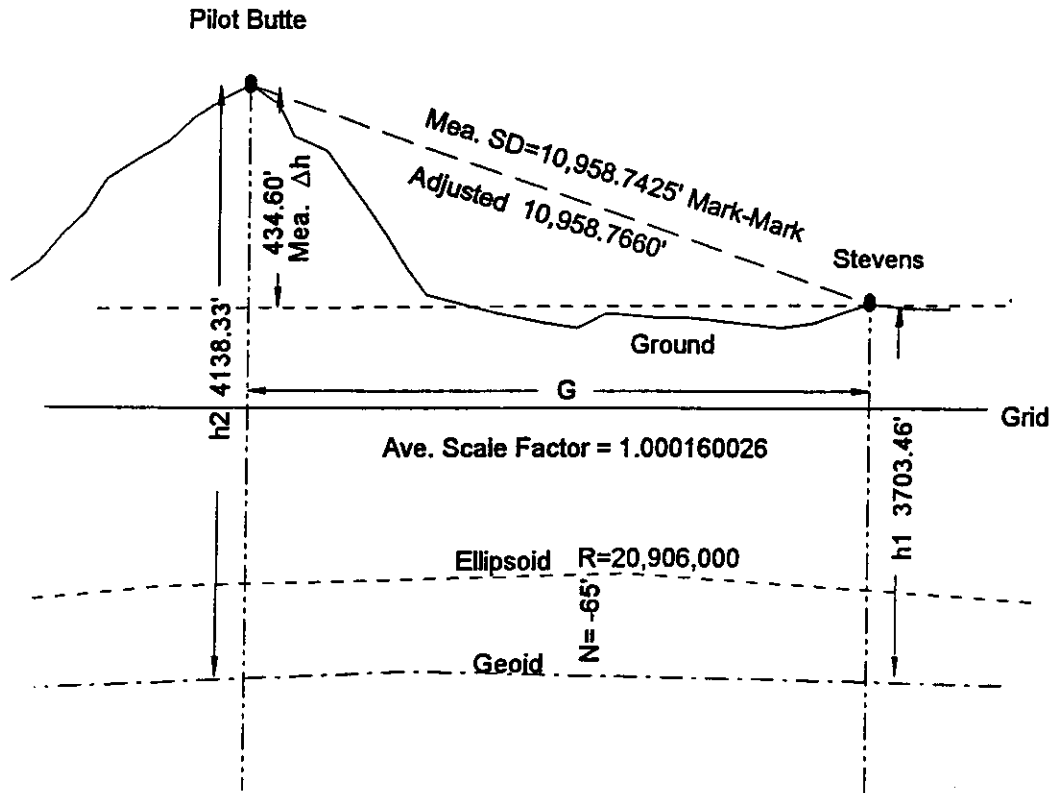 Pilot Butte
Mea. SD=10,958.7425' Mark-Mark
Adjusted 10,958.7660'
434.60'
Mea. Δh
Stevens
Ground
h2 4138.33'
G
Grid
Ave. Scale Factor = 1.000160026
h1 3703.46'
Ellipsoid R=20,906,000
N= -65'
Geoid